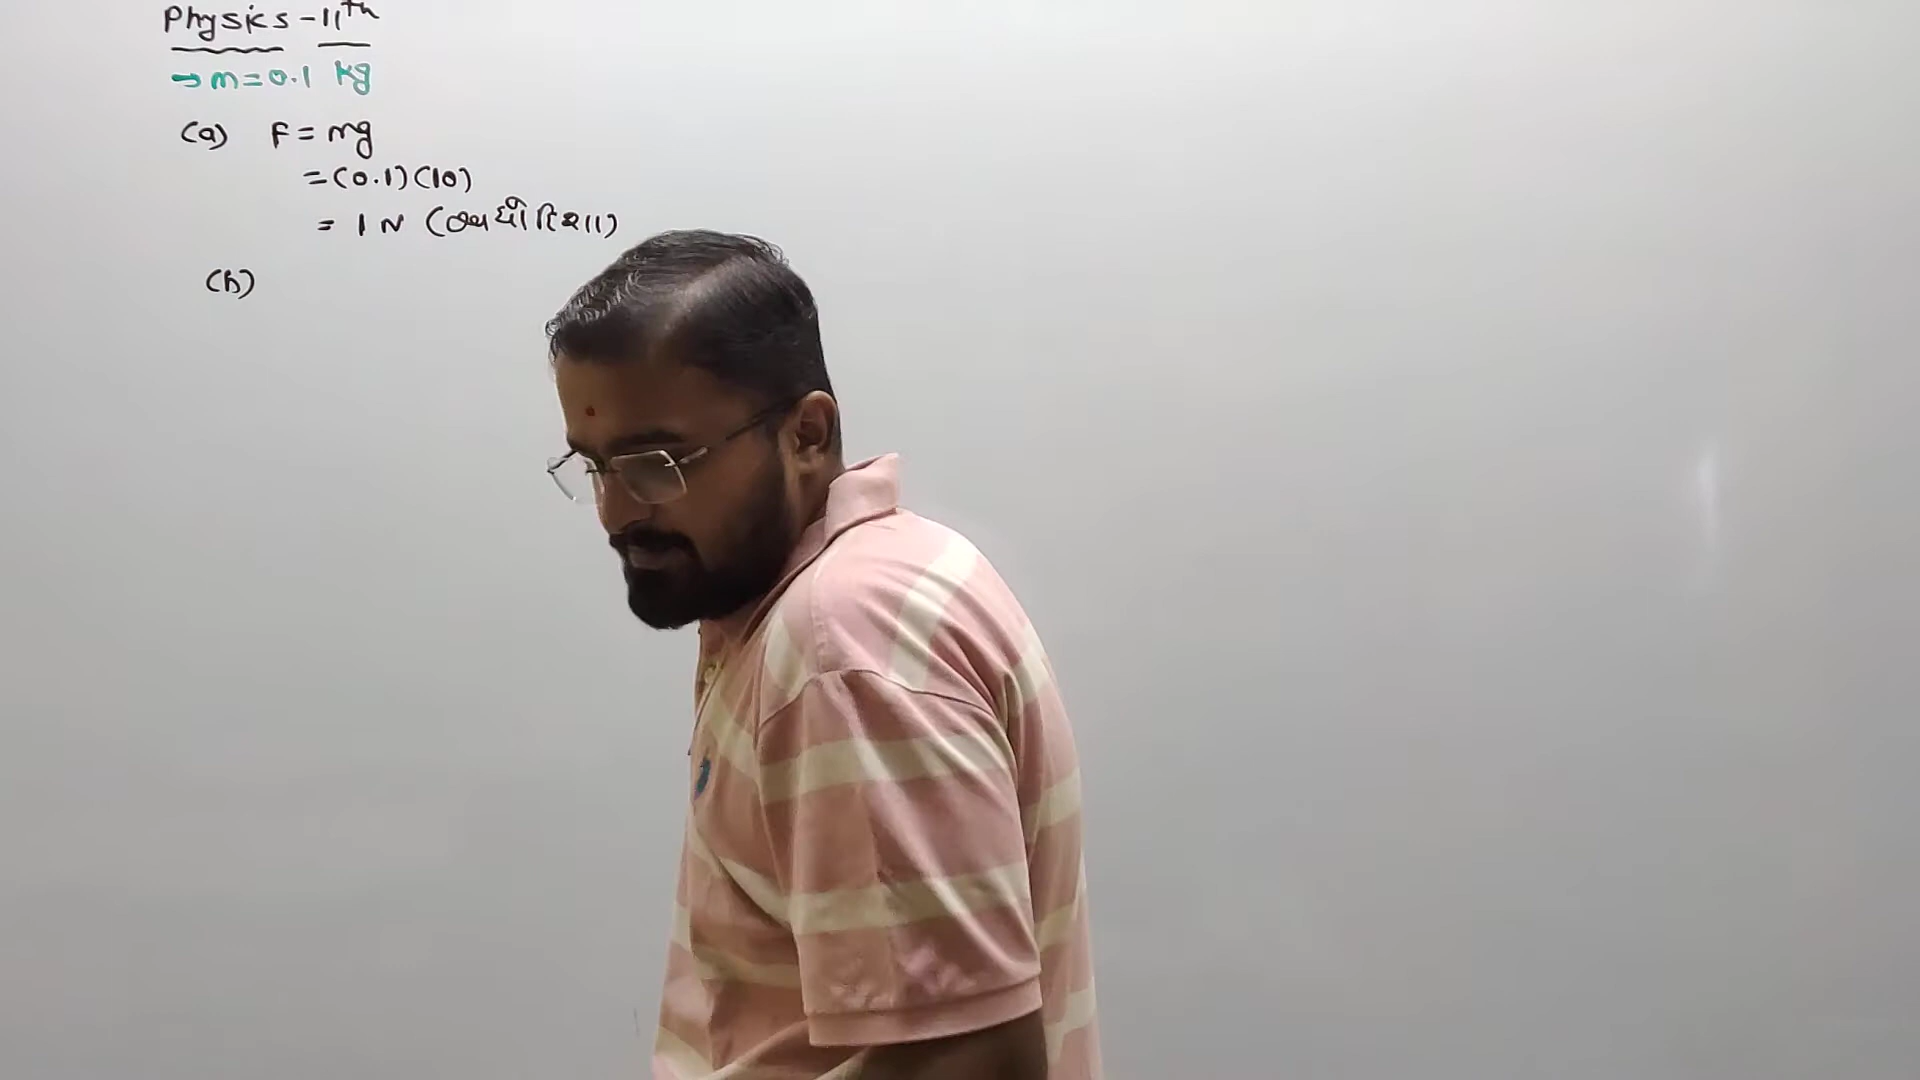 Physics - 11th
→ m = 0.1 kg
(a) F = mg
= (0.1)(10)
= 1 N (અધોદિશા)
(b)